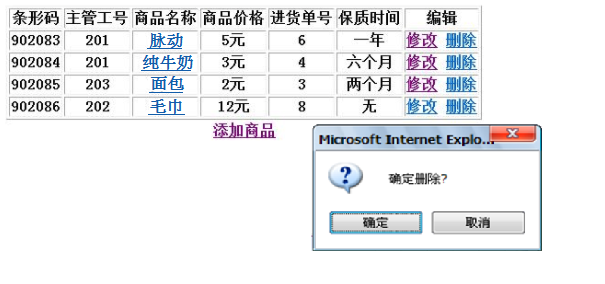 条形码 主管工号 商品名称 商品价格 进货单号 保质时间 编辑
902083 201 脉动 5元 6 一年 修改 删除
902084 201 纯牛奶 3元 4 六个月 修改 删除
902085 203 面包 2元 3 两个月 修改 删除
902086 202 毛巾 12元 8 无 修改 删除
添加商品
Microsoft Internet Explo...
确定删除?
确定 取消